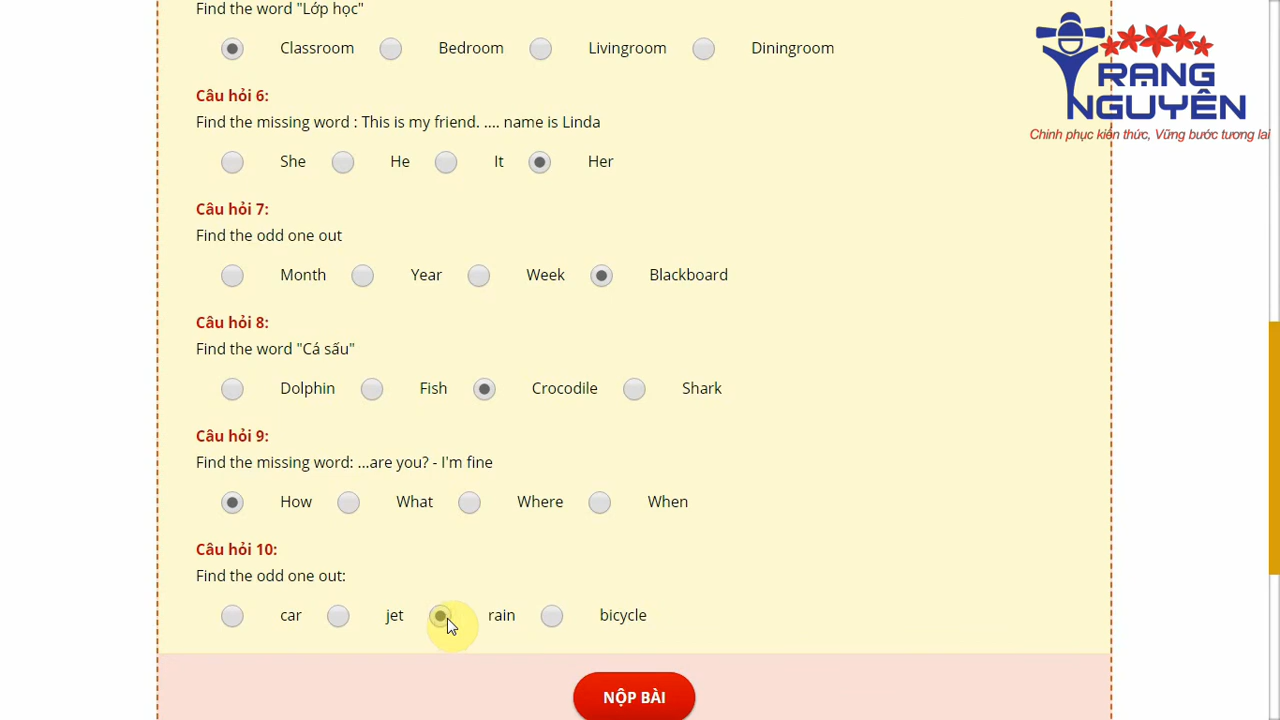 Find the word "Lớp học"
Classroom Bedroom Livingroom Diningroom
Câu hỏi 6:
Find the missing word : This is my friend. .... name is Linda
She He It Her
Câu hỏi 7:
Find the odd one out
Month Year Week Blackboard
Câu hỏi 8:
Find the word "Cá sấu"
Dolphin Fish Crocodile Shark
Câu hỏi 9:
Find the missing word: ...are you? - I'm fine
How What Where When
Câu hỏi 10:
Find the odd one out:
car jet rain bicycle
NỘP BÀI
TRẠNG
NGUYÊN
Chinh phục kiến thức, Vững bước tương lai